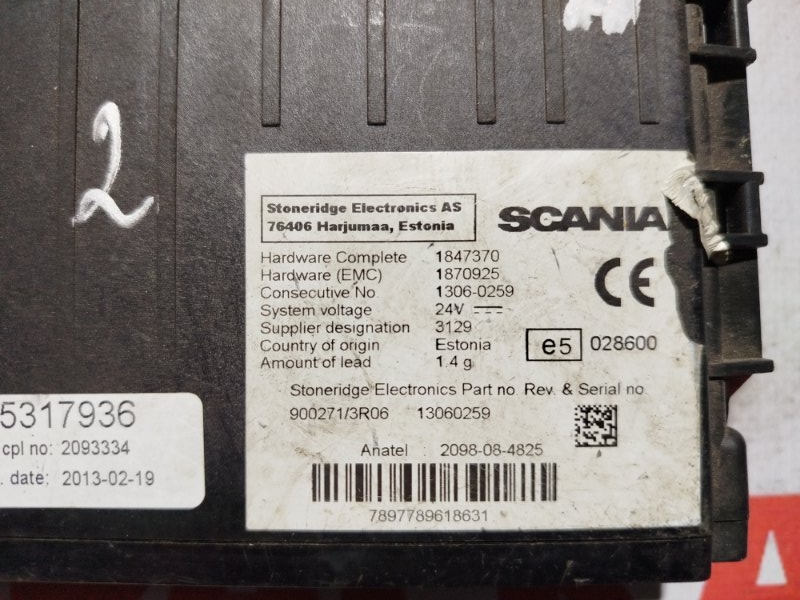 2
Stoneridge Electronics AS
76406 Harjumaa, Estonia
SCANIA
Hardware Complete 1847370
Hardware (EMC) 1870925
Consecutive No 1306-0259
System voltage 24V
Supplier designation 3129
Country of origin Estonia
Amount of lead 1.4 g
CE
e5 028600
Stoneridge Electronics Part no. Rev. & Serial no.
900271/3R06 13060259
Anatel : 2098-08-4825
7897789618631
5317936
cpl no: 2093334
. date: 2013-02-19